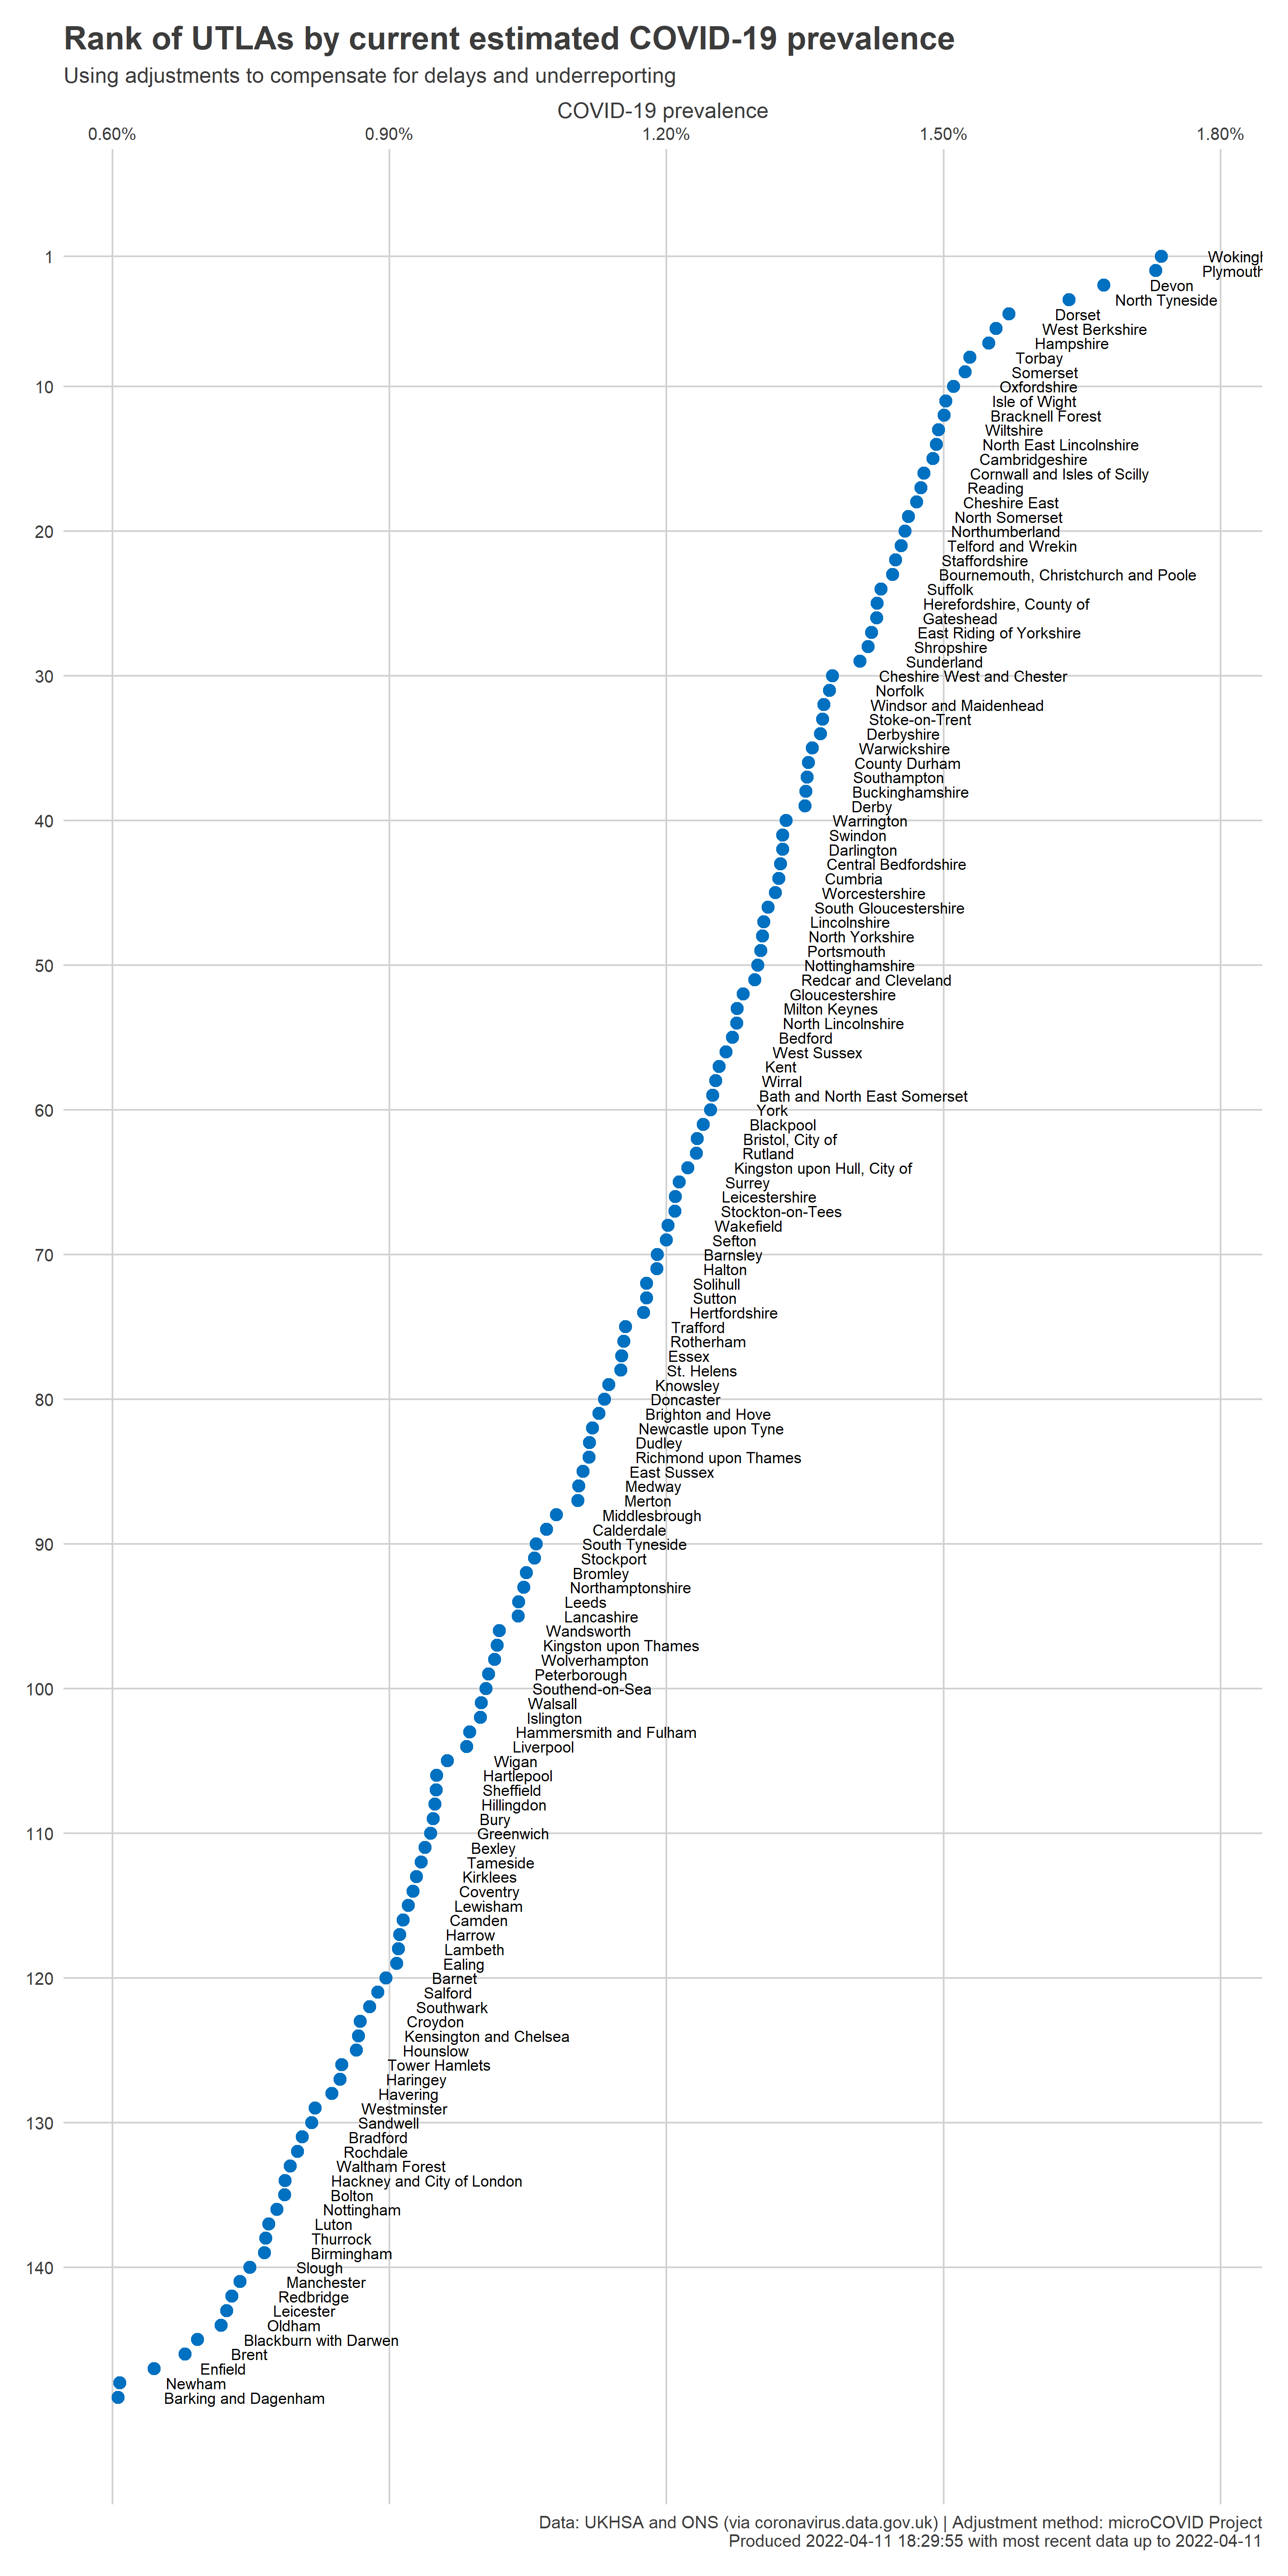 Rank of UTLAs by current estimated COVID-19 prevalence
Using adjustments to compensate for delays and underreporting
COVID-19 prevalence
0.60% 0.90% 1.20% 1.50% 1.80%
1 Wokingh
Plymouth
Devon
North Tyneside
Dorset
West Berkshire
Hampshire
Torbay
Somerset
10 Oxfordshire
Isle of Wight
Bracknell Forest
Wiltshire
North East Lincolnshire
Cambridgeshire
Cornwall and Isles of Scilly
Reading
Cheshire East
North Somerset
20 Northumberland
Telford and Wrekin
Staffordshire
Bournemouth, Christchurch and Poole
Suffolk
Herefordshire, County of
Gateshead
East Riding of Yorkshire
Shropshire
Sunderland
30 Cheshire West and Chester
Norfolk
Windsor and Maidenhead
Stoke-on-Trent
Derbyshire
Warwickshire
County Durham
Southampton
Buckinghamshire
Derby
40 Warrington
Swindon
Darlington
Central Bedfordshire
Cumbria
Worcestershire
South Gloucestershire
Lincolnshire
North Yorkshire
Portsmouth
50 Nottinghamshire
Redcar and Cleveland
Gloucestershire
Milton Keynes
North Lincolnshire
Bedford
West Sussex
Kent
Wirral
Bath and North East Somerset
60 York
Blackpool
Bristol, City of
Rutland
Kingston upon Hull, City of
Surrey
Leicestershire
Stockton-on-Tees
Wakefield
Sefton
70 Barnsley
Halton
Solihull
Sutton
Hertfordshire
Trafford
Rotherham
Essex
St. Helens
Knowsley
80 Doncaster
Brighton and Hove
Newcastle upon Tyne
Dudley
Richmond upon Thames
East Sussex
Medway
Merton
Middlesbrough
Calderdale
90 South Tyneside
Stockport
Bromley
Northamptonshire
Leeds
Lancashire
Wandsworth
Kingston upon Thames
Wolverhampton
Peterborough
100 Southend-on-Sea
Walsall
Islington
Hammersmith and Fulham
Liverpool
Wigan
Hartlepool
Sheffield
Hillingdon
Bury
110 Greenwich
Bexley
Tameside
Kirklees
Coventry
Lewisham
Camden
Harrow
Lambeth
Ealing
120 Barnet
Salford
Southwark
Croydon
Kensington and Chelsea
Hounslow
Tower Hamlets
Haringey
Havering
Westminster
130 Sandwell
Bradford
Rochdale
Waltham Forest
Hackney and City of London
Bolton
Nottingham
Luton
Thurrock
Birmingham
140 Slough
Manchester
Redbridge
Leicester
Oldham
Blackburn with Darwen
Brent
Enfield
Newham
Barking and Dagenham
Data: UKHSA and ONS (via coronavirus.data.gov.uk) | Adjustment method: microCOVID Project
Produced 2022-04-11 18:29:55 with most recent data up to 2022-04-11